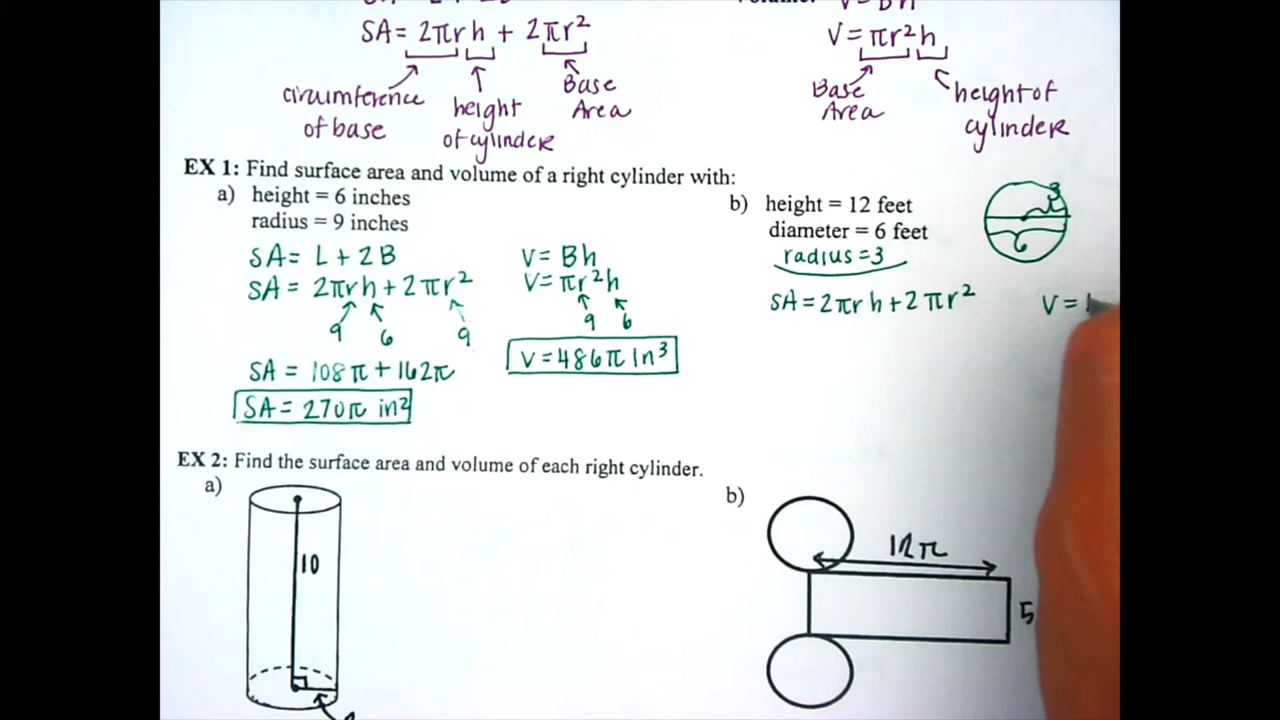 SA = 2πrh + 2πr²
circumference of base
height of cylinder
Base Area
V = πr²h
Base Area
height of cylinder
EX 1: Find surface area and volume of a right cylinder with:
a) height = 6 inches
radius = 9 inches
SA = L + 2B
SA = 2πrh + 2πr²
9 6 9
SA = 108π + 162π
SA = 270π in²
V = Bh
V = πr²h
9 6
V = 486π in³
b) height = 12 feet
diameter = 6 feet
radius = 3
3
6
SA = 2πrh + 2πr²
V =
EX 2: Find the surface area and volume of each right cylinder.
a)
10
b)
12π
5